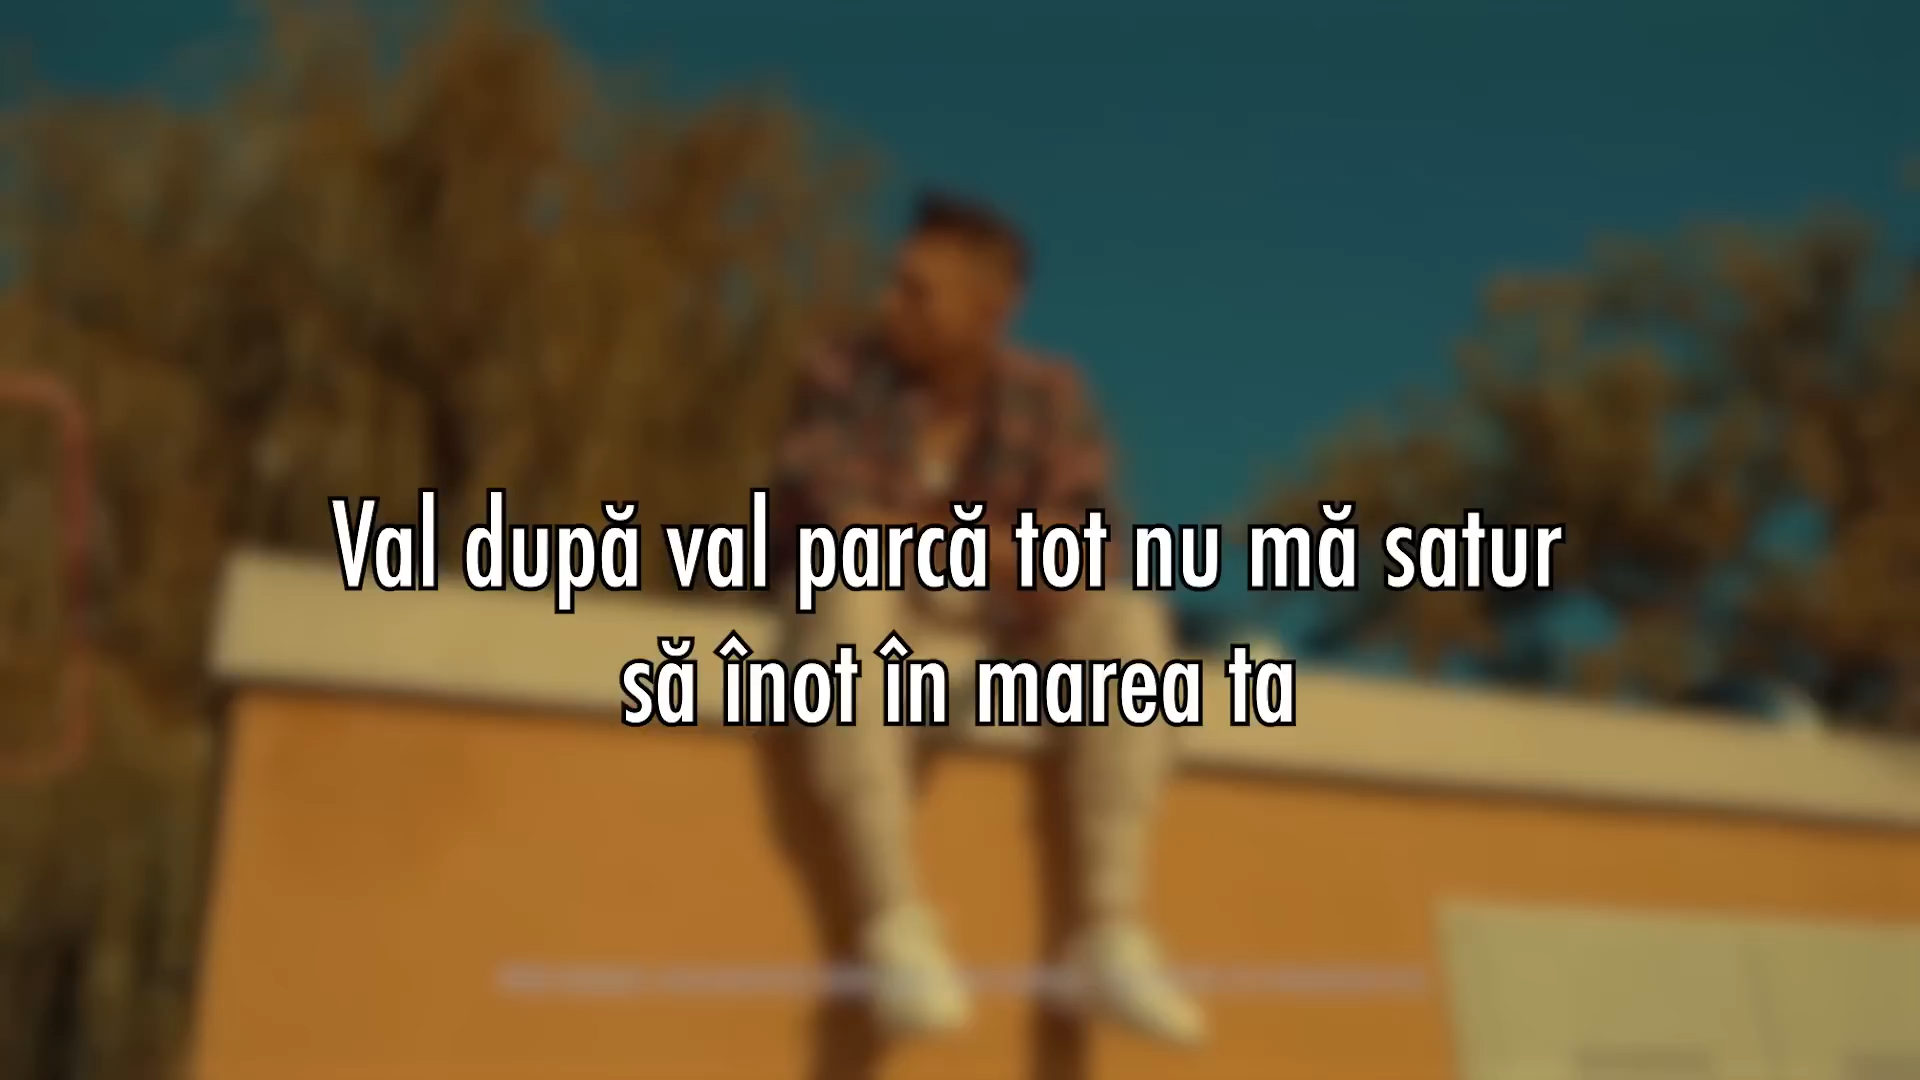 Val după val parcă tot nu mă satur
să înot în marea ta